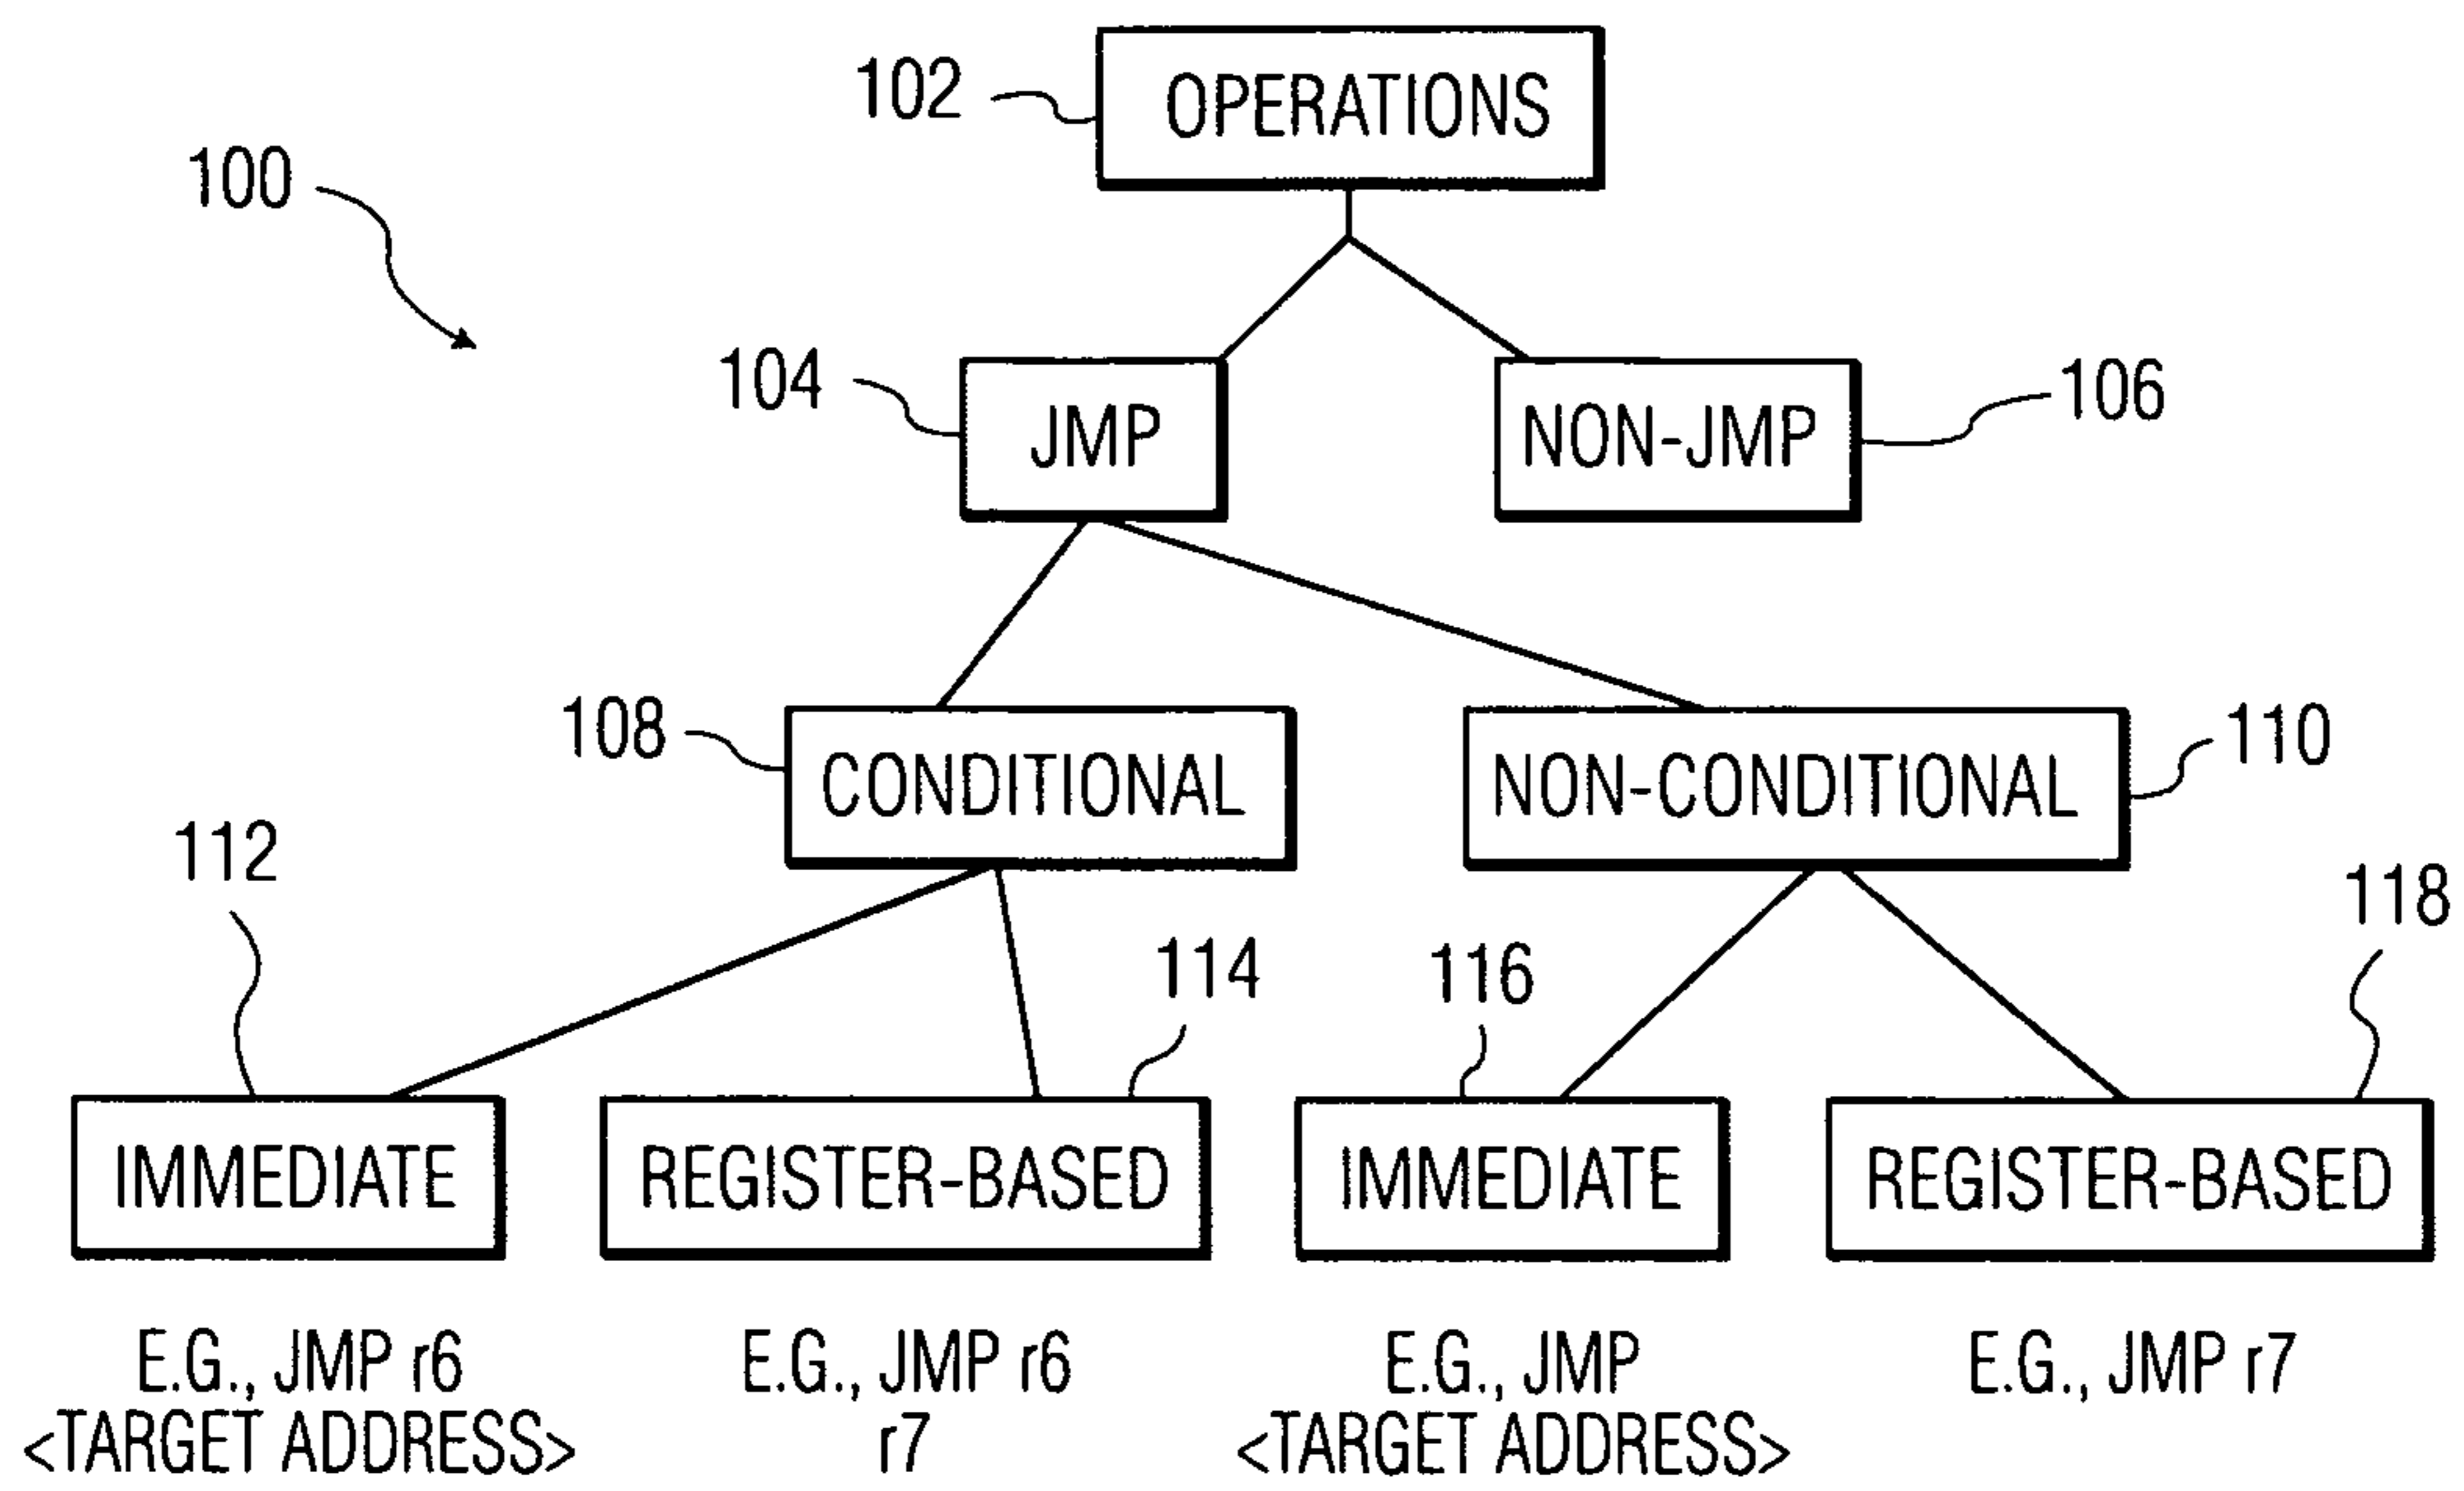 102
OPERATIONS
100
104
JMP
NON-JMP
106
108
CONDITIONAL
NON-CONDITIONAL
110
112
114
116
118
IMMEDIATE
REGISTER-BASED
IMMEDIATE
REGISTER-BASED
E.G., JMP r6
<TARGET ADDRESS>
E.G., JMP r6
r7
E.G., JMP
<TARGET ADDRESS>
E.G., JMP r7